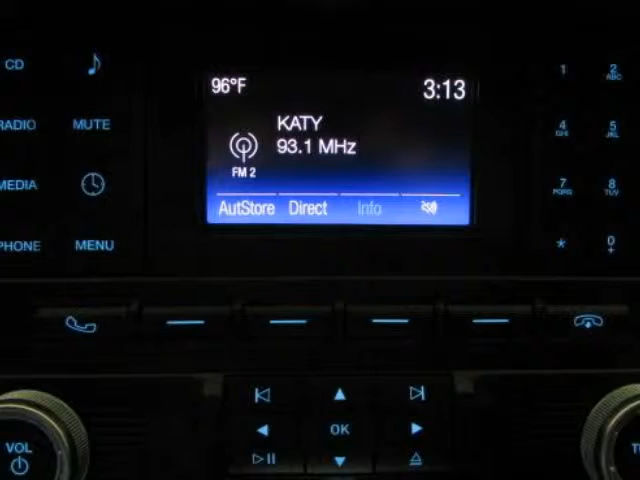 CD
RADIO MUTE
MEDIA
PHONE MENU
96°F 3:13
KATY
93.1 MHz
FM 2
AutStore Direct Info
1 2 ABC
4 GHI 5 JKL
7 PQRS 8 TUV
* 0 +
OK
VOL
TU